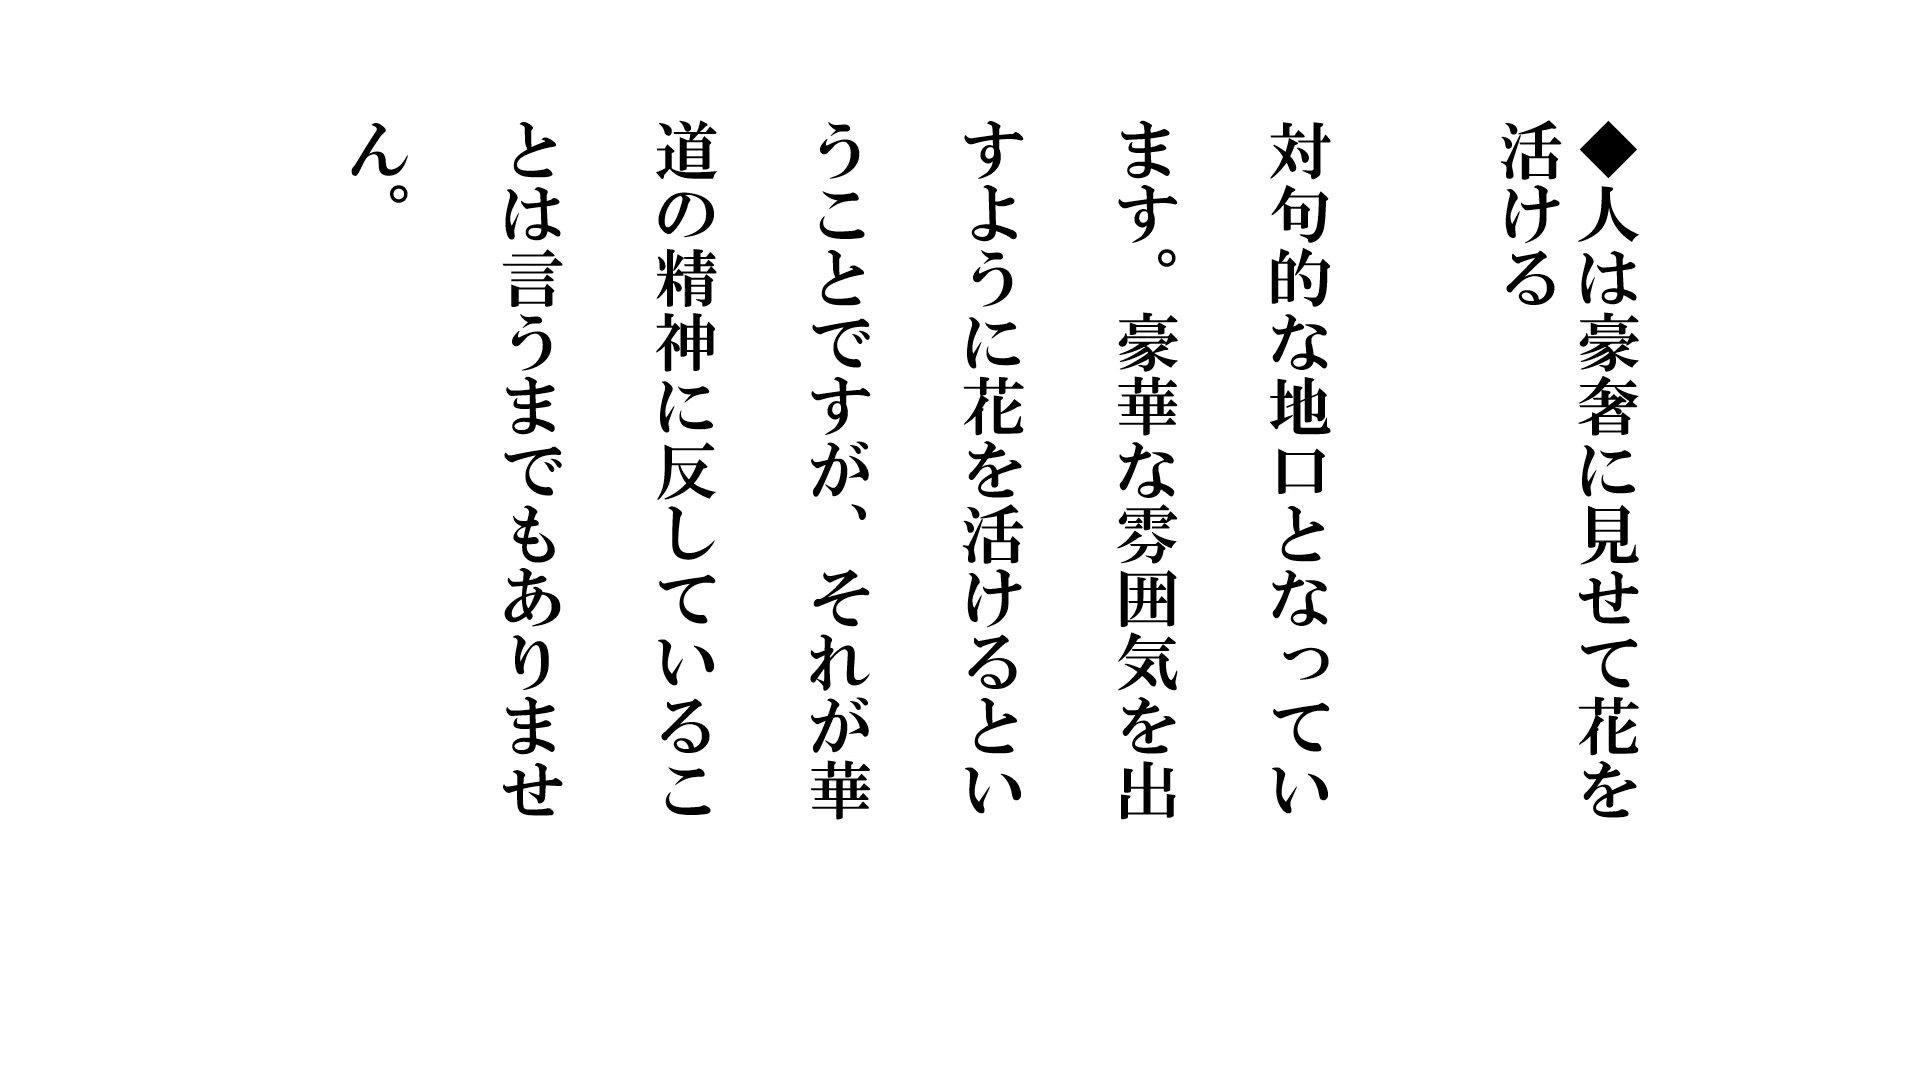 ◆人は豪奢に見せて花を
活ける
対句的な地口となってい
ます。豪華な雰囲気を出
すように花を活けるとい
うことですが、それが華
道の精神に反しているこ
とは言うまでもありませ
ん。